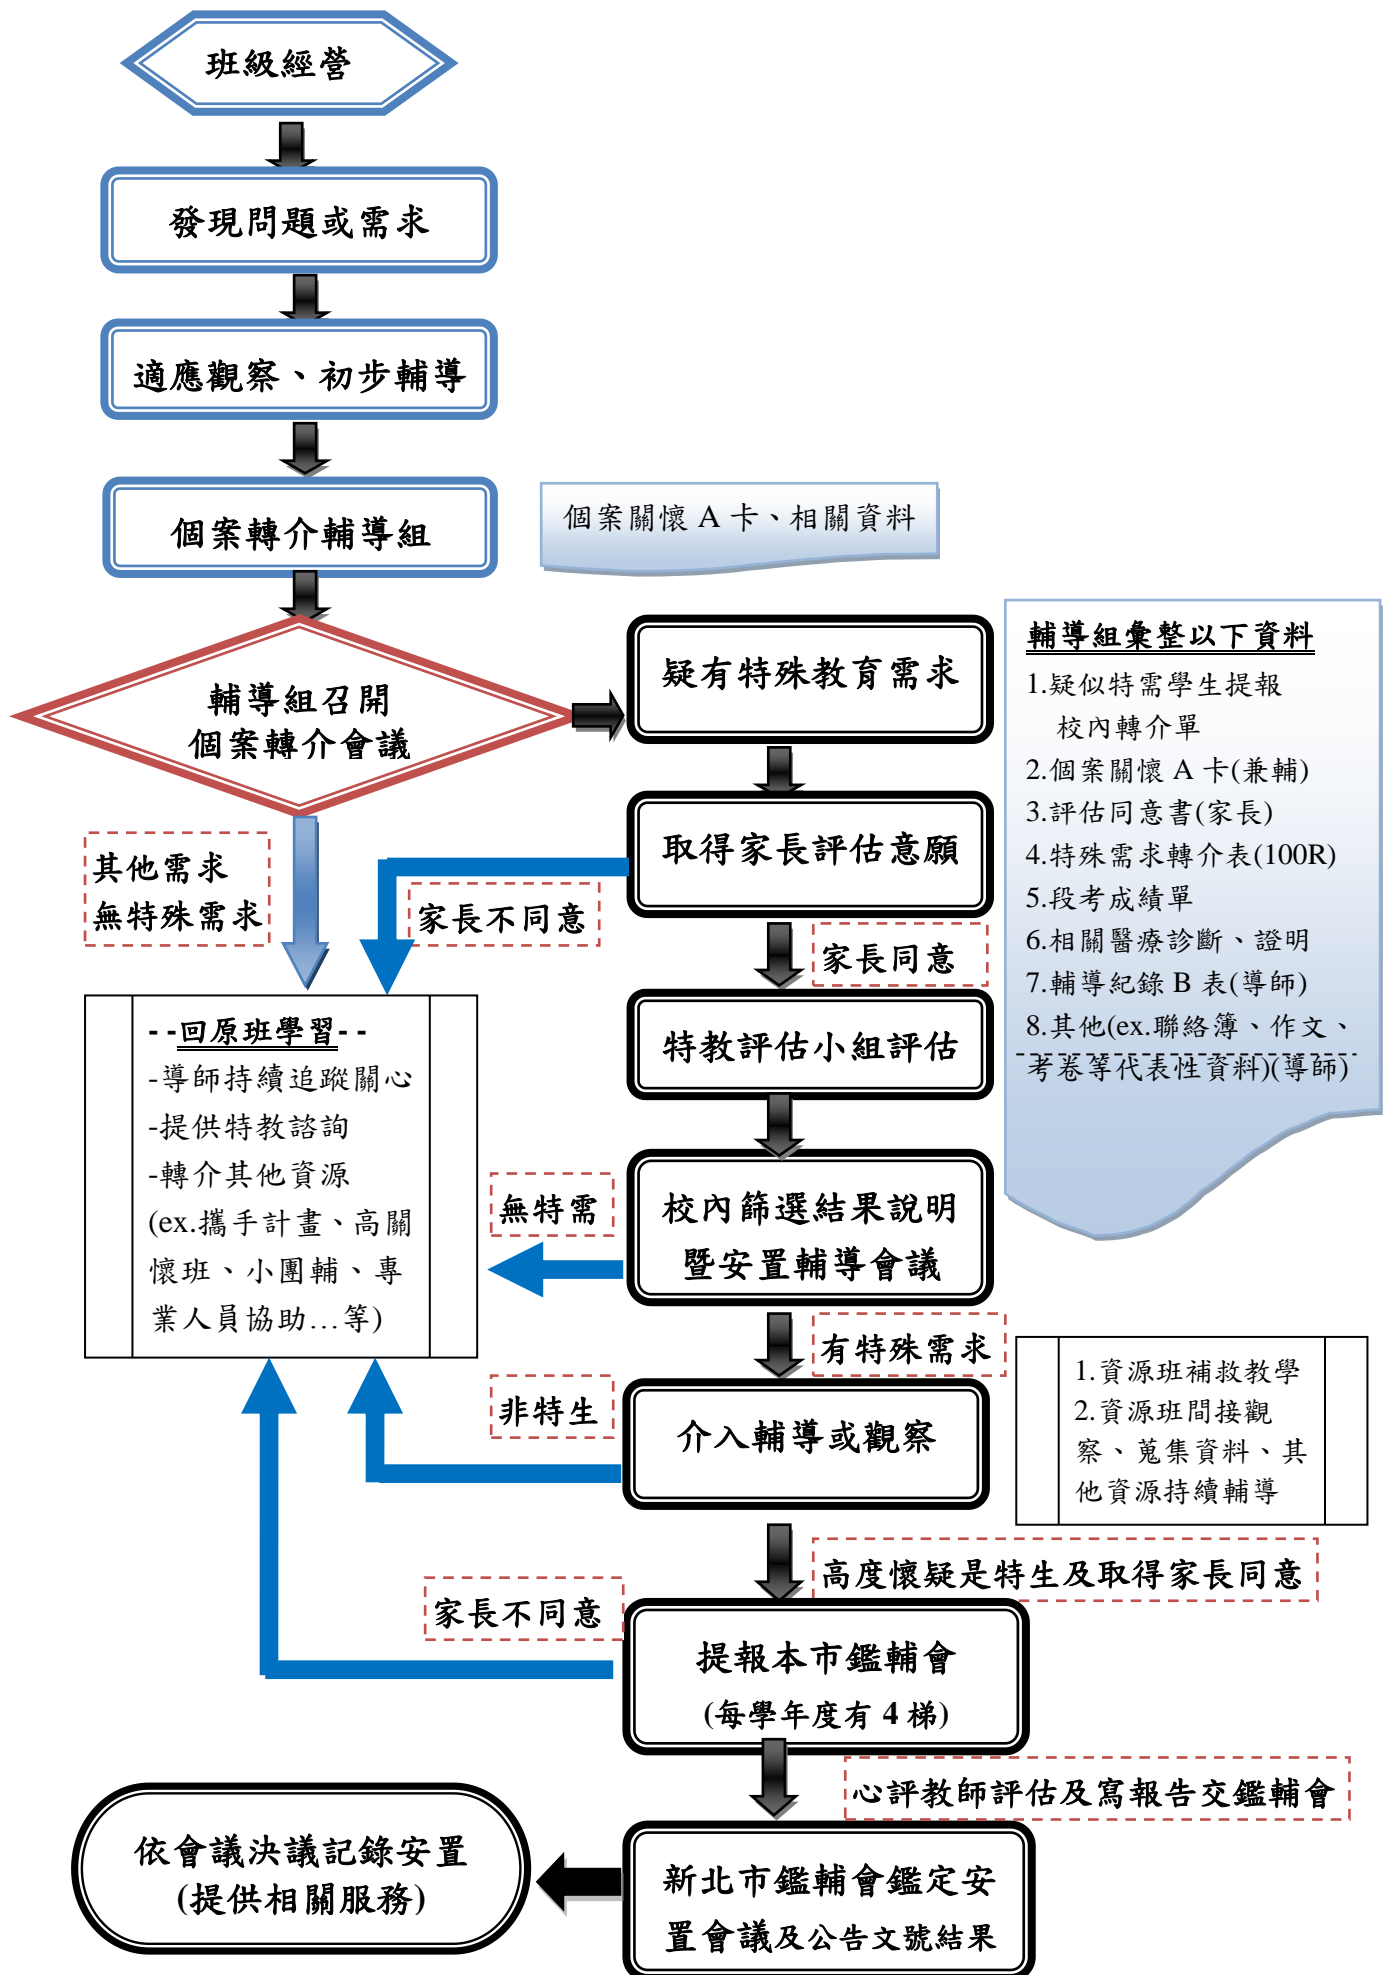 班級經營
發現問題或需求
適應觀察、初步輔導
個案轉介輔導組
個案關懷 A 卡、相關資料
輔導組召開
個案轉介會議
疑有特殊教育需求
輔導組彙整以下資料
1.疑似特需學生提報
校內轉介單
2.個案關懷 A 卡(兼輔)
3.評估同意書(家長)
4.特殊需求轉介表(100R)
5.段考成績單
6.相關醫療診斷、證明
7.輔導紀錄 B 表(導師)
8.其他(ex.聯絡簿、作文、
考卷等代表性資料)(導師)
其他需求
無特殊需求
取得家長評估意願
家長不同意
家長同意
特教評估小組評估
--回原班學習--
-導師持續追蹤關心
-提供特教諮詢
-轉介其他資源
(ex.攜手計畫、高關
懷班、小團輔、專
業人員協助…等)
無特需
校內篩選結果說明
暨安置輔導會議
有特殊需求
非特生
介入輔導或觀察
1.資源班補救教學
2.資源班間接觀
察、蒐集資料、其
他資源持續輔導
高度懷疑是特生及取得家長同意
家長不同意
提報本市鑑輔會
(每學年度有 4 梯)
心評教師評估及寫報告交鑑輔會
新北市鑑輔會鑑定安
置會議及公告文號結果
依會議決議記錄安置
(提供相關服務)